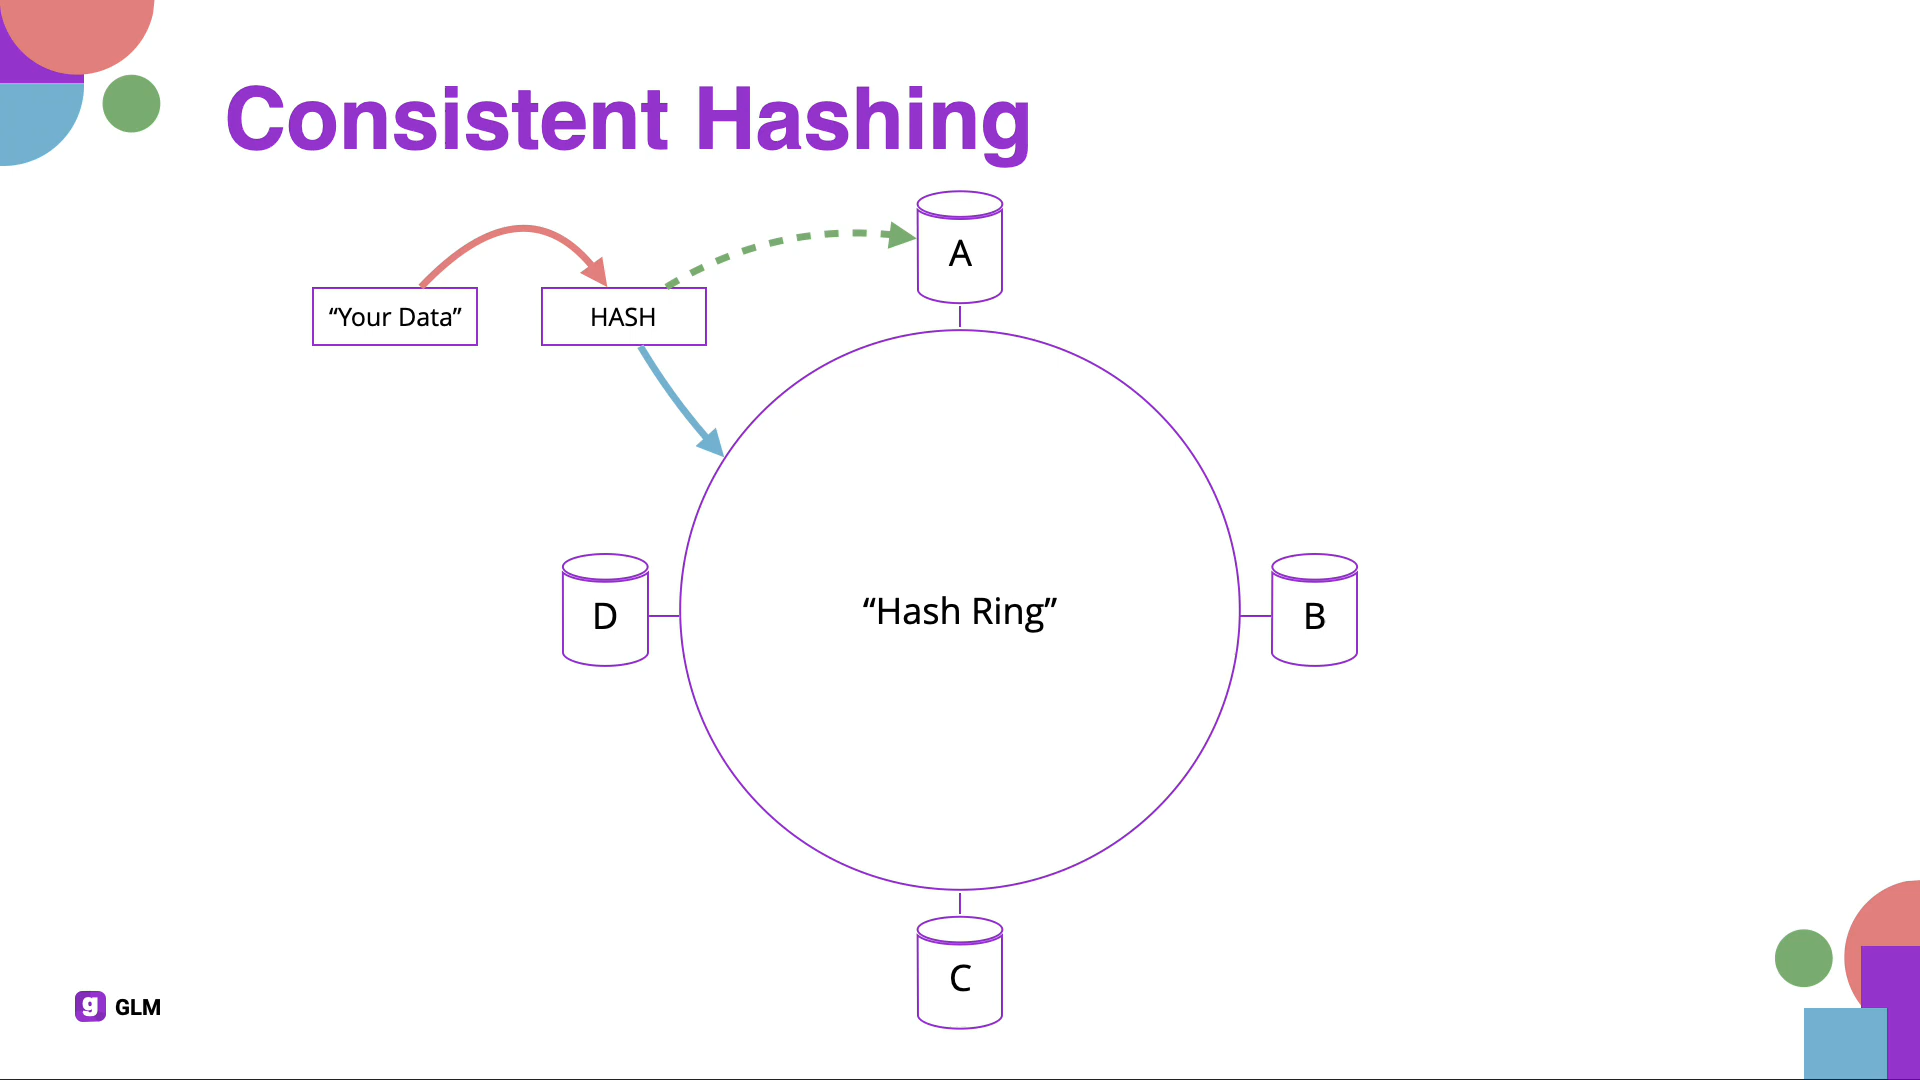 Consistent Hashing
A
“Your Data”
HASH
D
“Hash Ring”
B
C
g GLM